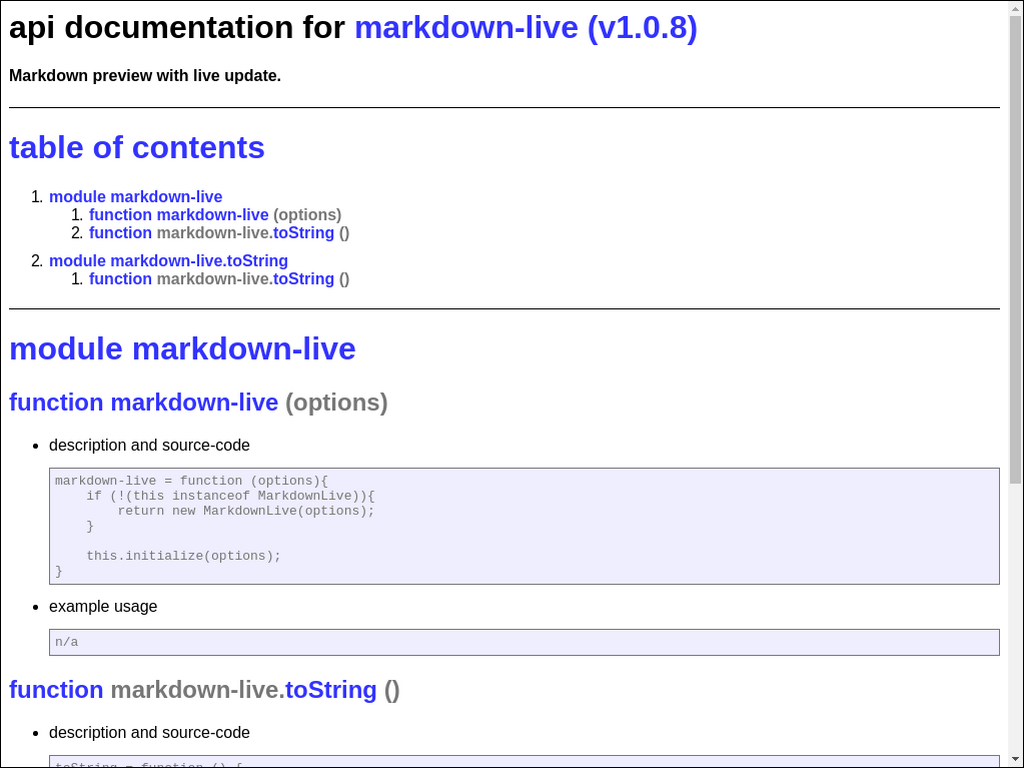 api documentation for markdown-live (v1.0.8)
Markdown preview with live update.
table of contents
1. module markdown-live
1. function markdown-live (options)
2. function markdown-live.toString ()
2. module markdown-live.toString
1. function markdown-live.toString ()
module markdown-live
function markdown-live (options)
• description and source-code
markdown-live = function (options){
    if (!(this instanceof MarkdownLive)){
        return new MarkdownLive(options);
    }

    this.initialize(options);
}
• example usage
n/a
function markdown-live.toString ()
• description and source-code
toString = function () {